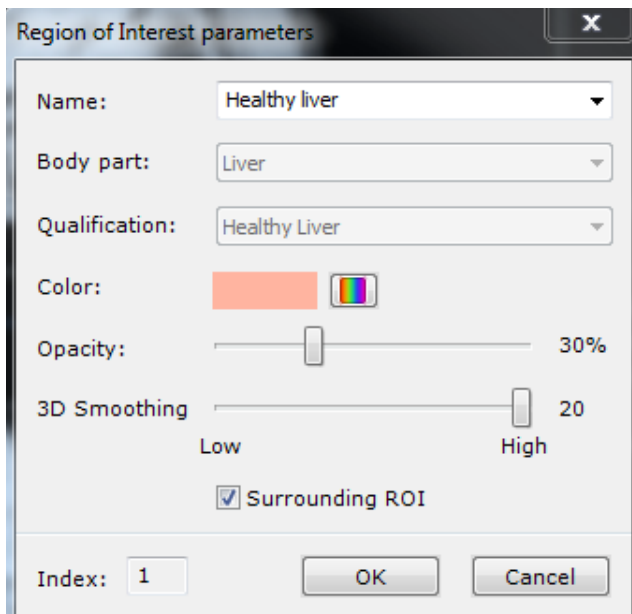 Region of Interest parameters
x
Name: Healthy liver
Body part: Liver
Qualification: Healthy Liver
Color:
Opacity: 30%
3D Smoothing 20
Low High
Surrounding ROI
Index: 1 OK Cancel